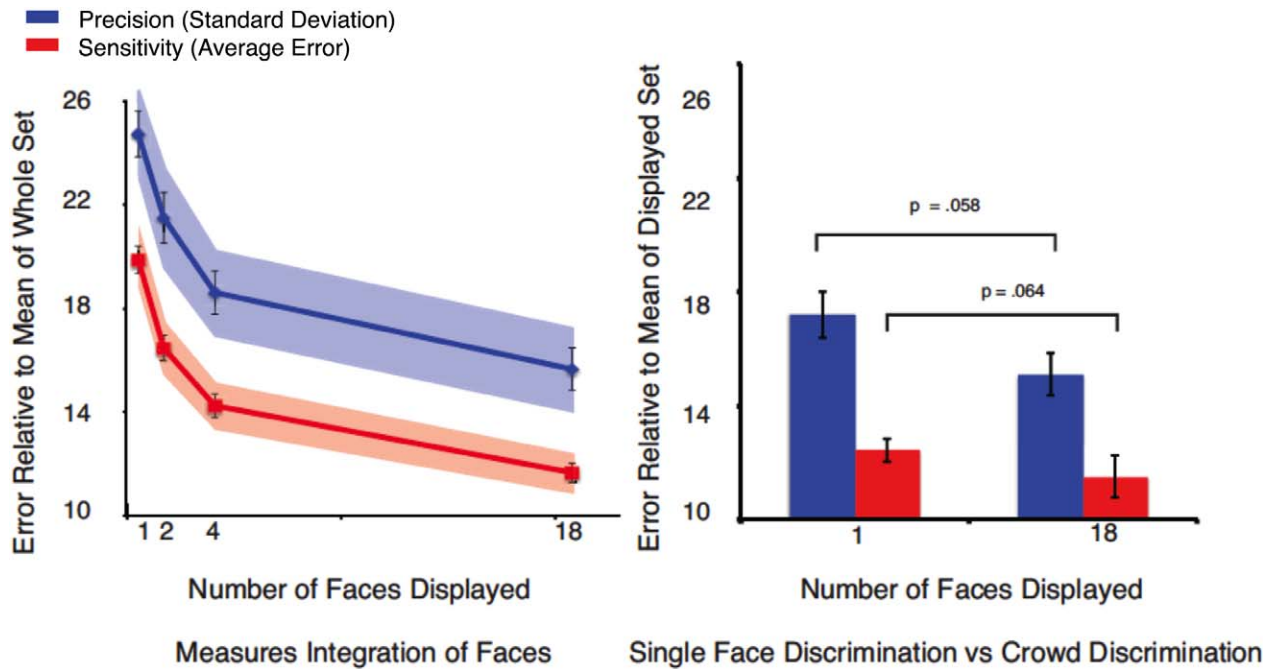 Precision (Standard Deviation)
Sensitivity (Average Error)
Error Relative to Mean of Whole Set
26
22
18
14
10
1 2 4 18
Number of Faces Displayed
Measures Integration of Faces
Error Relative to Mean of Displayed Set
26
22
18
14
10
p = .058
p = .064
1 18
Number of Faces Displayed
Single Face Discrimination vs Crowd Discrimination